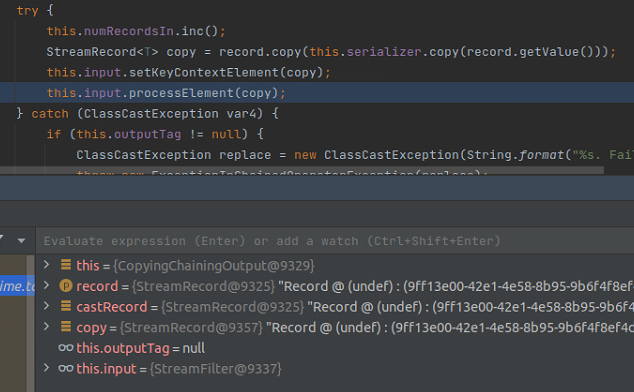 try {
this.numRecordsIn.inc();
StreamRecord<T> copy = record.copy(this.serializer.copy(record.getValue()));
this.input.setKeyContextElement(copy);
this.input.processElement(copy);
} catch (ClassCastException var4) {
if (this.outputTag != null) {
ClassCastException replace = new ClassCastException(String.format("%s. Fail
Evaluate expression (Enter) or add a watch (Ctrl+Shift+Enter)
this = {CopyingChainingOutput@9329}
record = {StreamRecord@9325} "Record @ (undef) : (9ff13e00-42e1-4e58-8b95-9b6f4f8ef
ime.ta
castRecord = {StreamRecord@9325} "Record @ (undef) : (9ff13e00-42e1-4e58-8b95-9b6f4
copy = {StreamRecord@9357} "Record @ (undef) : (9ff13e00-42e1-4e58-8b95-9b6f4f8ef4c
this.outputTag = null
this.input = {StreamFilter@9337}